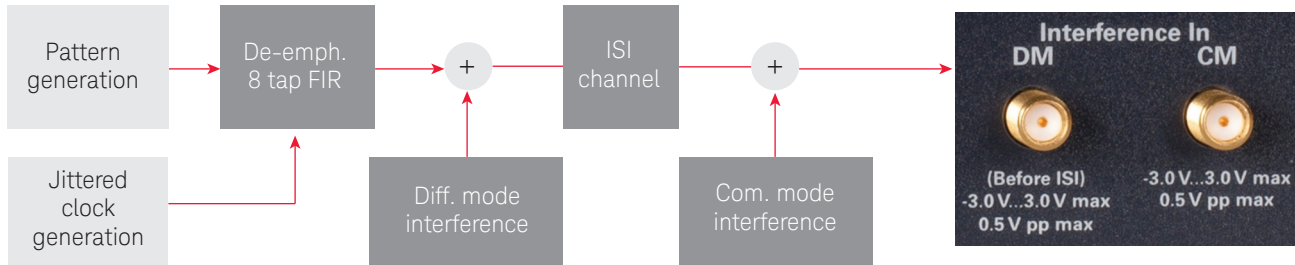 Pattern
generation
De-emph.
8 tap FIR
+
ISI
channel
+
Jittered
clock
generation
Diff. mode
interference
Com. mode
interference
Interference In
DM
CM
(Before ISI)
-3.0 V...3.0 V max
0.5 V pp max
-3.0 V...3.0 V max
0.5 V pp max